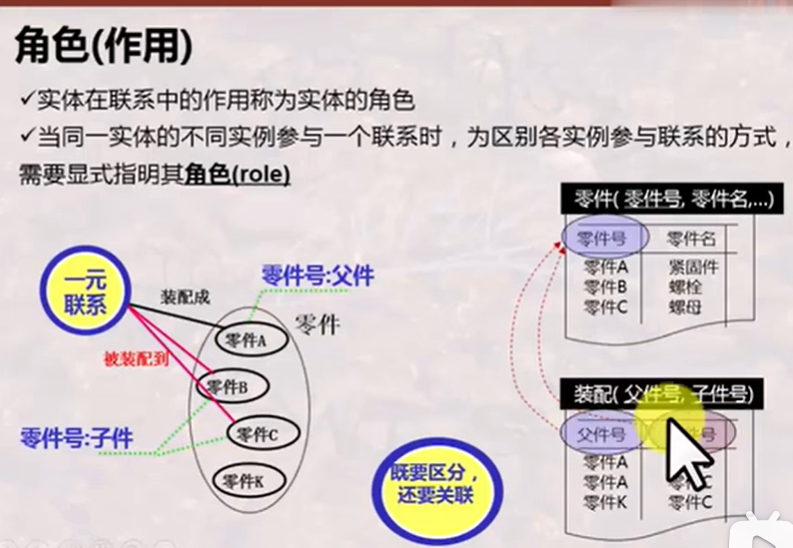 角色(作用)
✓实体在联系中的作用称为实体的角色
✓当同一实体的不同实例参与一个联系时，为区别各实例参与联系的方式，
需要显式指明其角色(role)
零件( 零件号, 零件名,...)
零件号 零件名
零件A 紧固件
零件B 螺栓
零件C 螺母
一元
联系
装配成
零件号:父件
零件
零件A
被装配到
零件B
零件号:子件
零件C
零件K
既要区分，
还要关联
装配( 父件号, 子件号)
父件号 号
零件A
零件A
零件K 零件C